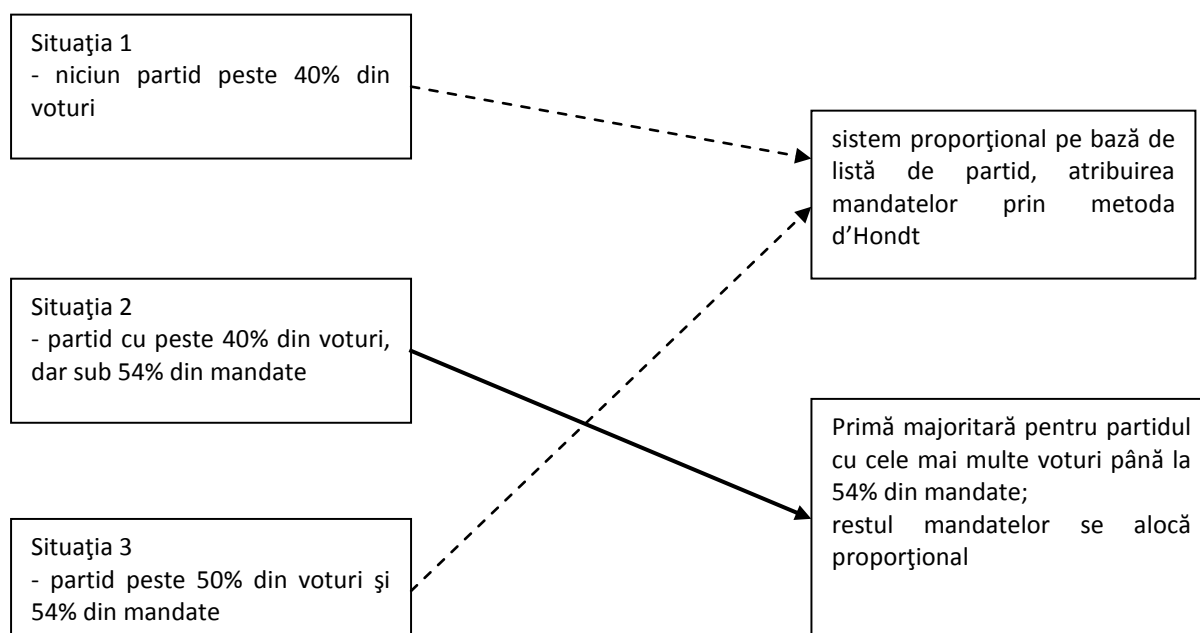 Situaţia 1
- niciun partid peste 40% din
voturi
sistem proporţional pe bază de
listă de partid, atribuirea
mandatelor prin metoda
d’Hondt
Situaţia 2
- partid cu peste 40% din voturi,
dar sub 54% din mandate
Primă majoritară pentru partidul
cu cele mai multe voturi până la
54% din mandate;
restul mandatelor se alocă
proporţional
Situaţia 3
- partid peste 50% din voturi şi
54% din mandate